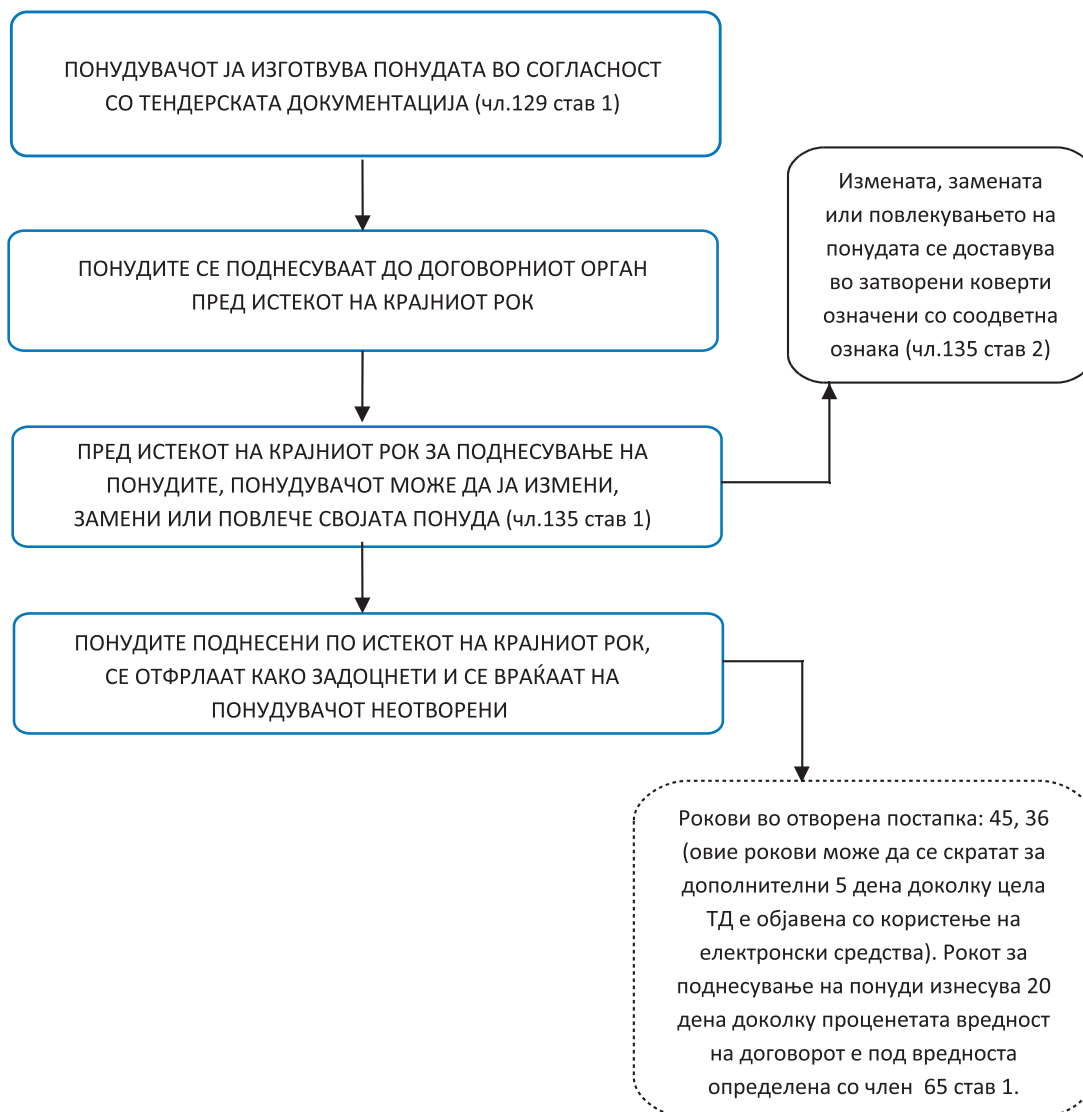 ПОНУДУВАЧОТ ЈА ИЗГОТВУВА ПОНУДАТА ВО СОГЛАСНОСТ
СО ТЕНДЕРСКАТА ДОКУМЕНТАЦИЈА (чл.129 став 1)
ПОНУДИТЕ СЕ ПОДНЕСУВААТ ДО ДОГОВОРНИОТ ОРГАН
ПРЕД ИСТЕКОТ НА КРАЈНИОТ РОК
Измената, замената
или повлекувањето на
понудата се доставува
во затворени коверти
означени со соодветна
ознака (чл.135 став 2)
ПРЕД ИСТЕКОТ НА КРАЈНИОТ РОК ЗА ПОДНЕСУВАЊЕ НА
ПОНУДИТЕ, ПОНУДУВАЧОТ МОЖЕ ДА ЈА ИЗМЕНИ,
ЗАМЕНИ ИЛИ ПОВЛЕЧЕ СВОЈАТА ПОНУДА (чл.135 став 1)
ПОНУДИТЕ ПОДНЕСЕНИ ПО ИСТЕКОТ НА КРАЈНИОТ РОК,
СЕ ОТФРЛААТ КАКО ЗАДОЦНЕТИ И СЕ ВРАЌААТ НА
ПОНУДУВАЧОТ НЕОТВОРЕНИ
Рокови во отворена постапка: 45, 36
(овие рокови може да се скратат за
дополнителни 5 дена доколку цела
ТД е објавена со користење на
електронски средства). Рокот за
поднесување на понуди изнесува 20
дена доколку проценетата вредност
на договорот е под вредноста
определена со член 65 став 1.